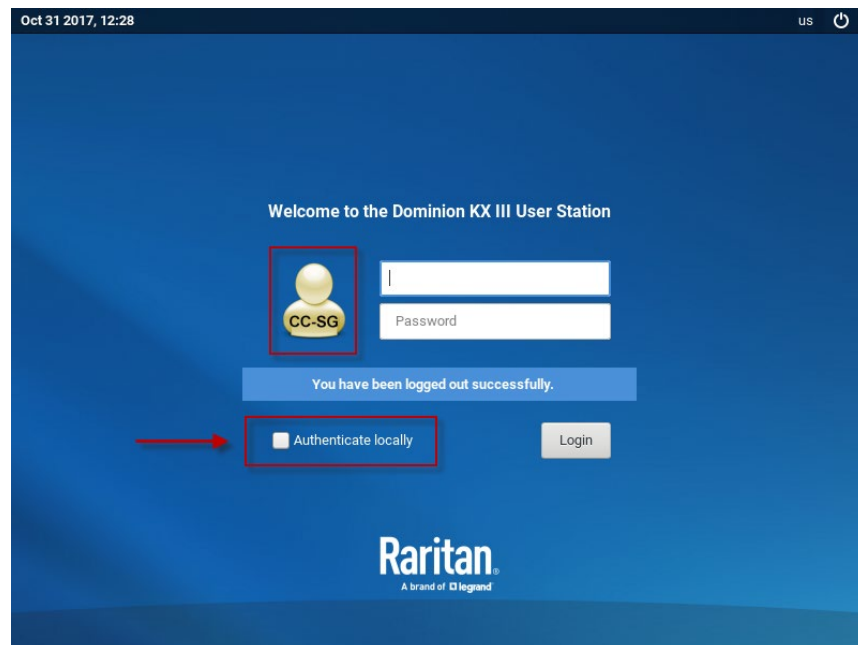 Oct 31 2017, 12:28 us
Welcome to the Dominion KX III User Station
CC-SG
Password
You have been logged out successfully.
Authenticate locally
Login
Raritan®
A brand of legrand®